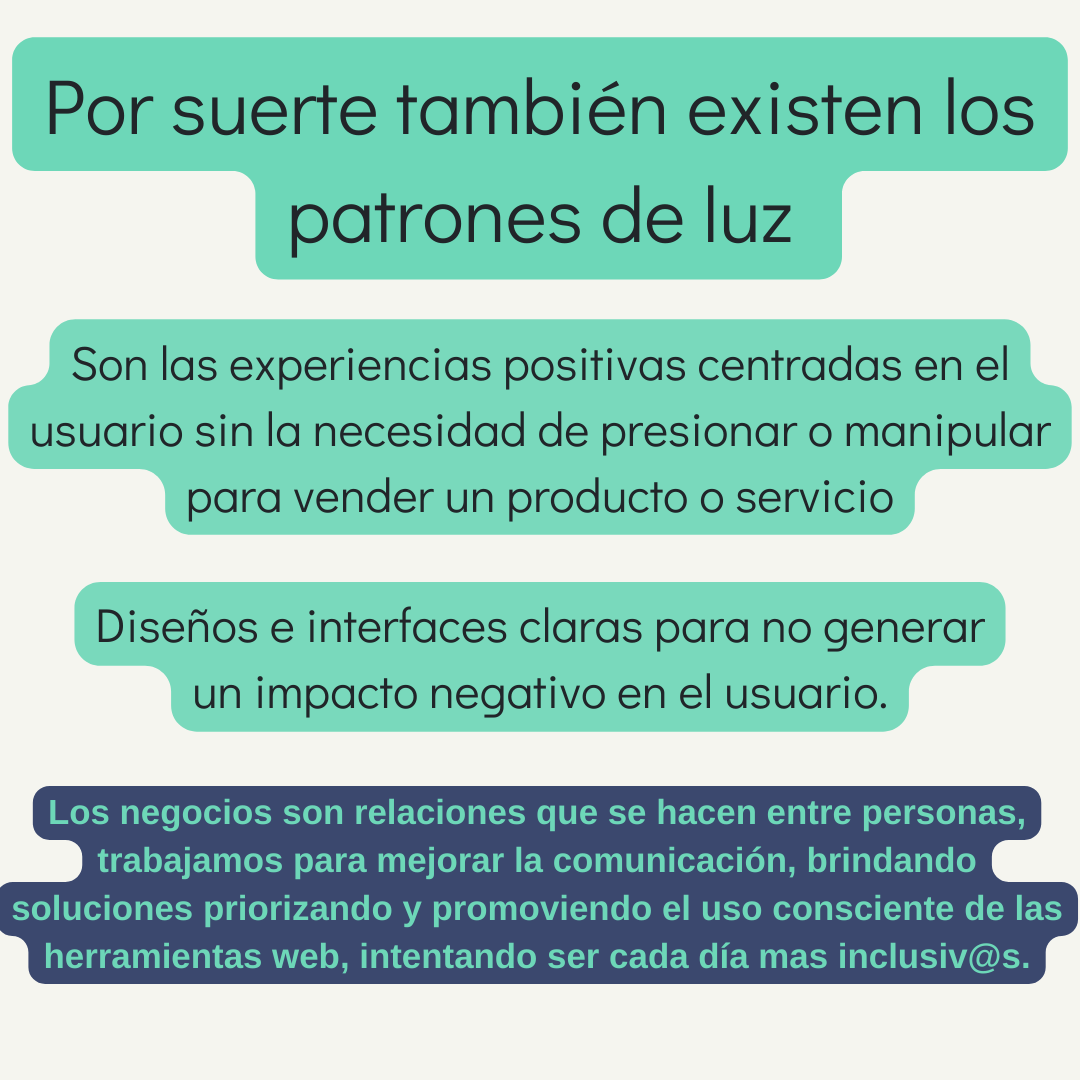 Por suerte también existen los
patrones de luz
Son las experiencias positivas centradas en el
usuario sin la necesidad de presionar o manipular
para vender un producto o servicio
Diseños e interfaces claras para no generar
un impacto negativo en el usuario.
Los negocios son relaciones que se hacen entre personas,
trabajamos para mejorar la comunicación, brindando
soluciones priorizando y promoviendo el uso consciente de las
herramientas web, intentando ser cada día mas inclusiv@s.